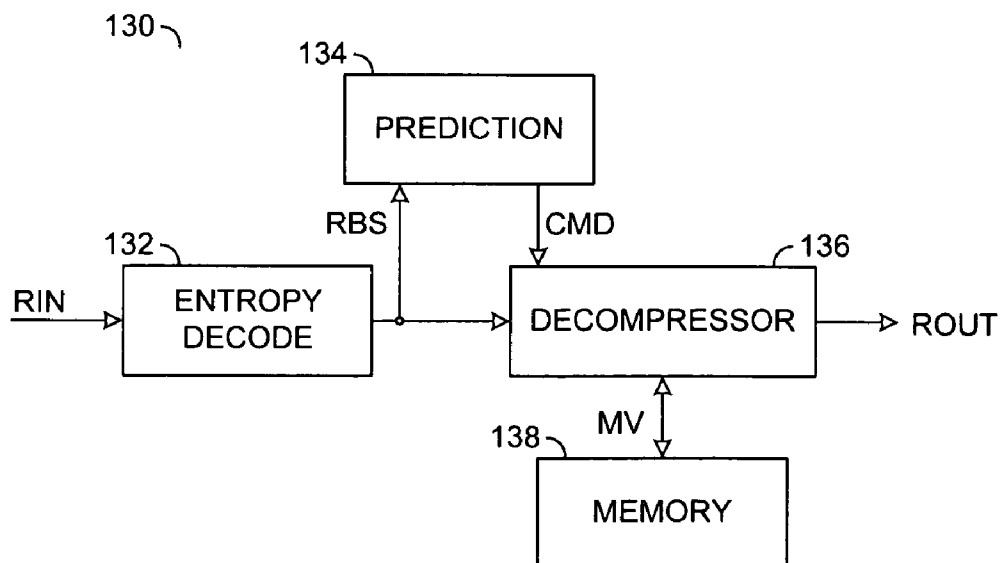 130
134
PREDICTION
RBS
CMD
132
136
RIN
ENTROPY
DECODE
DECOMPRESSOR
ROUT
MV
138
MEMORY